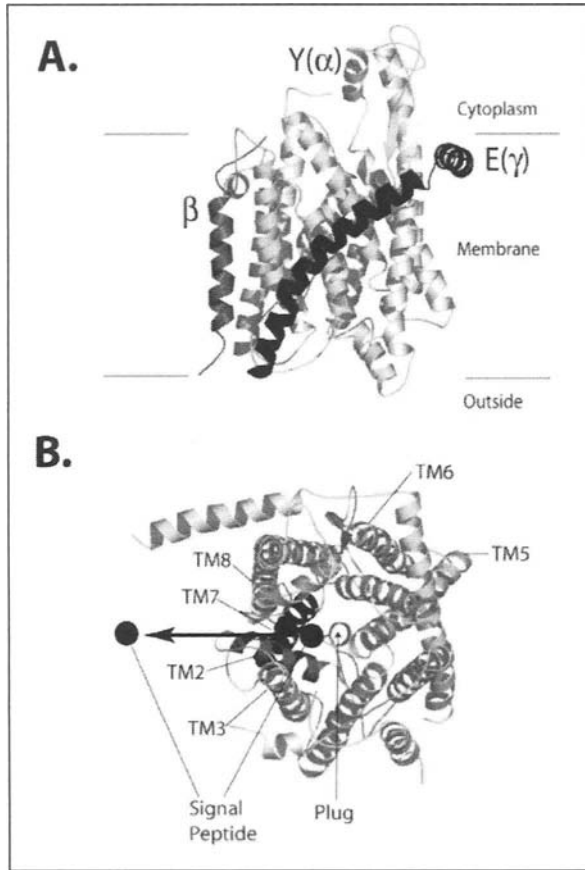 A.
Y(α)
Cytoplasm
E(γ)
β
Membrane
Outside
B.
TM6
TM8
TM5
TM7
TM2
TM3
Signal
Peptide
Plug